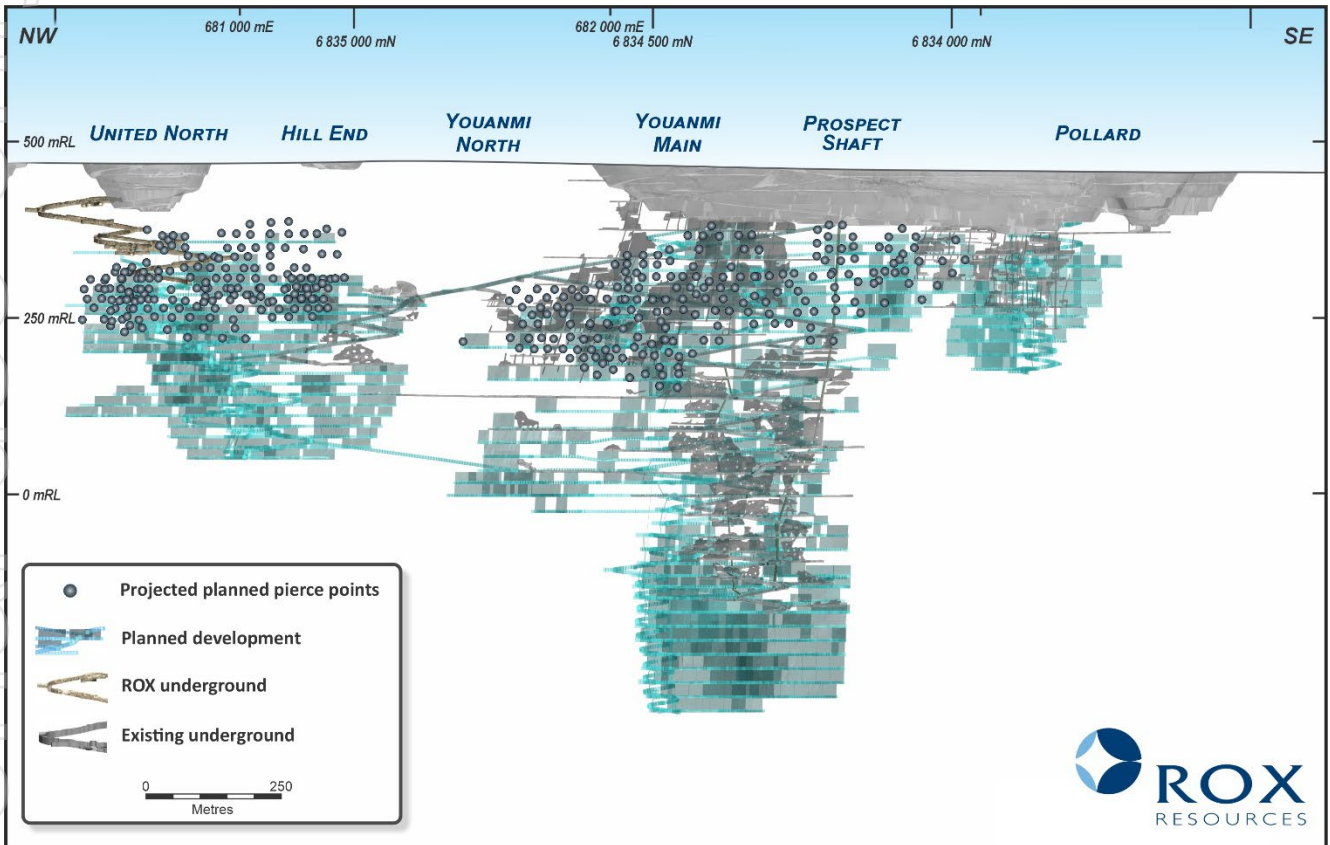 NW
681 000 mE
6 835 000 mN
682 000 mE
6 834 500 mN
6 834 000 mN
SE
UNITED NORTH
HILL END
YOUANMI
NORTH
YOUANMI
MAIN
PROSPECT
SHAFT
POLLARD
500 mRL
250 mRL
0 mRL
Projected planned pierce points
Planned development
ROX underground
Existing underground
0
250
Metres
ROX
RESOURCES